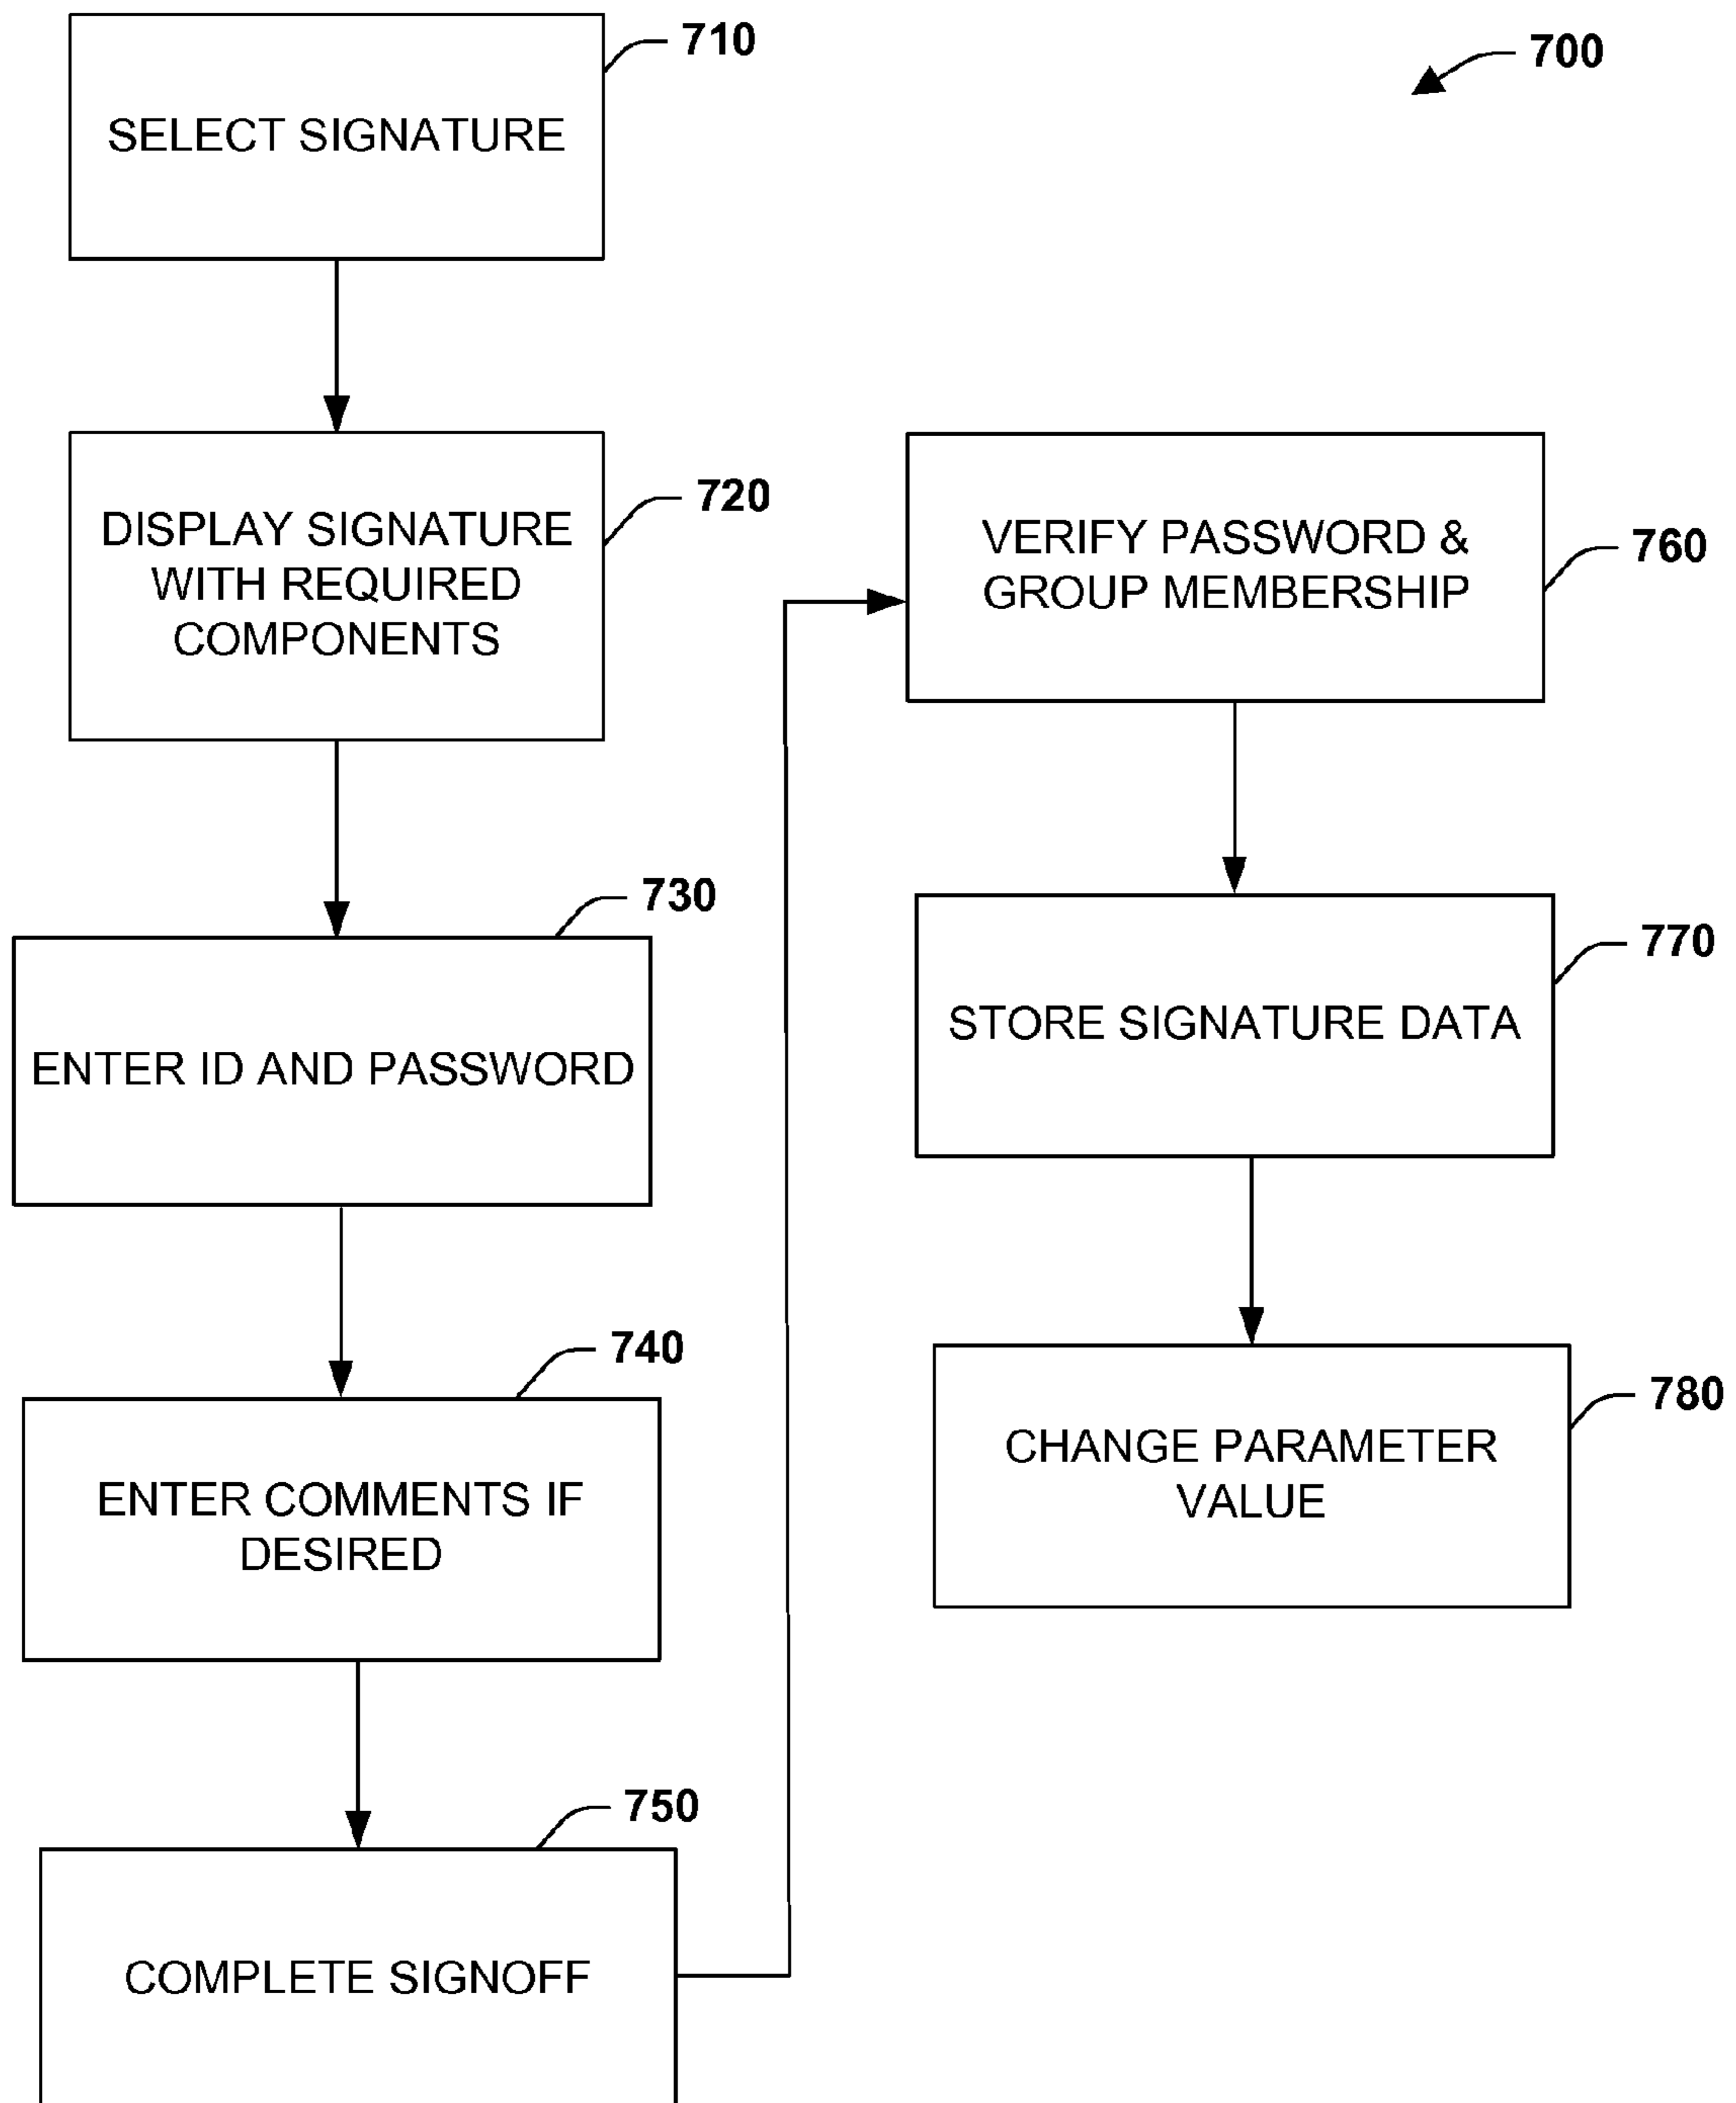 700
710
SELECT SIGNATURE
720
DISPLAY SIGNATURE
WITH REQUIRED
COMPONENTS
730
ENTER ID AND PASSWORD
740
ENTER COMMENTS IF
DESIRED
750
COMPLETE SIGNOFF
760
VERIFY PASSWORD &
GROUP MEMBERSHIP
770
STORE SIGNATURE DATA
780
CHANGE PARAMETER
VALUE